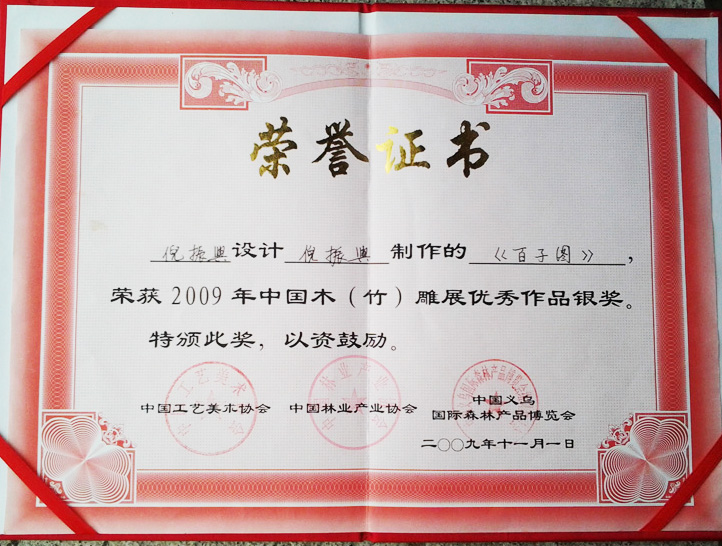 荣誉证书
倪振興设计倪振興制作的《百子图》，
荣获2009年中国木（竹）雕展优秀作品银奖。
特颁此奖，以资鼓励。
中国工艺美术协会
中国林业产业协会
中国义乌
国际森林产品博览会
二〇〇九年十一月一日